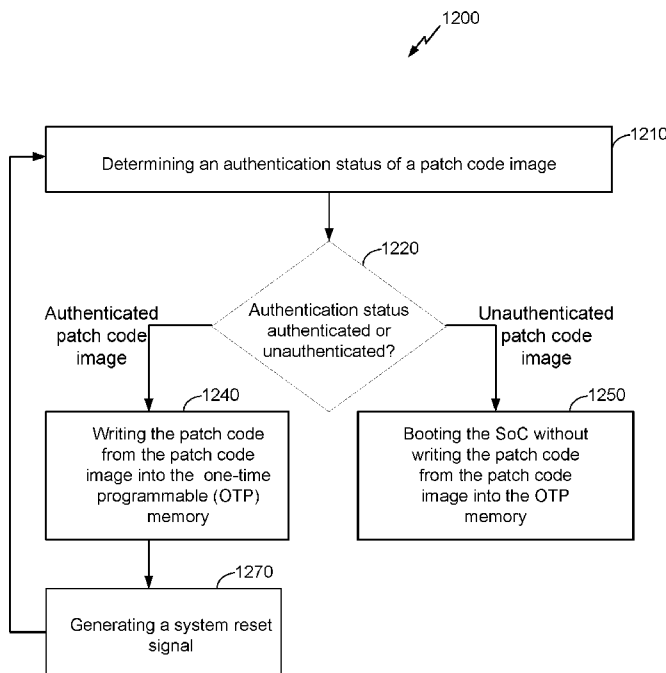 1200
1210
Determining an authentication status of a patch code image
1220
Authentication status
authenticated or
unauthenticated?
Authenticated
patch code
image
Unauthenticated
patch code
image
1240
Writing the patch code
from the patch code
image into the one-time
programmable (OTP)
memory
1250
Booting the SoC without
writing the patch code
from the patch code
image into the OTP
memory
1270
Generating a system reset
signal